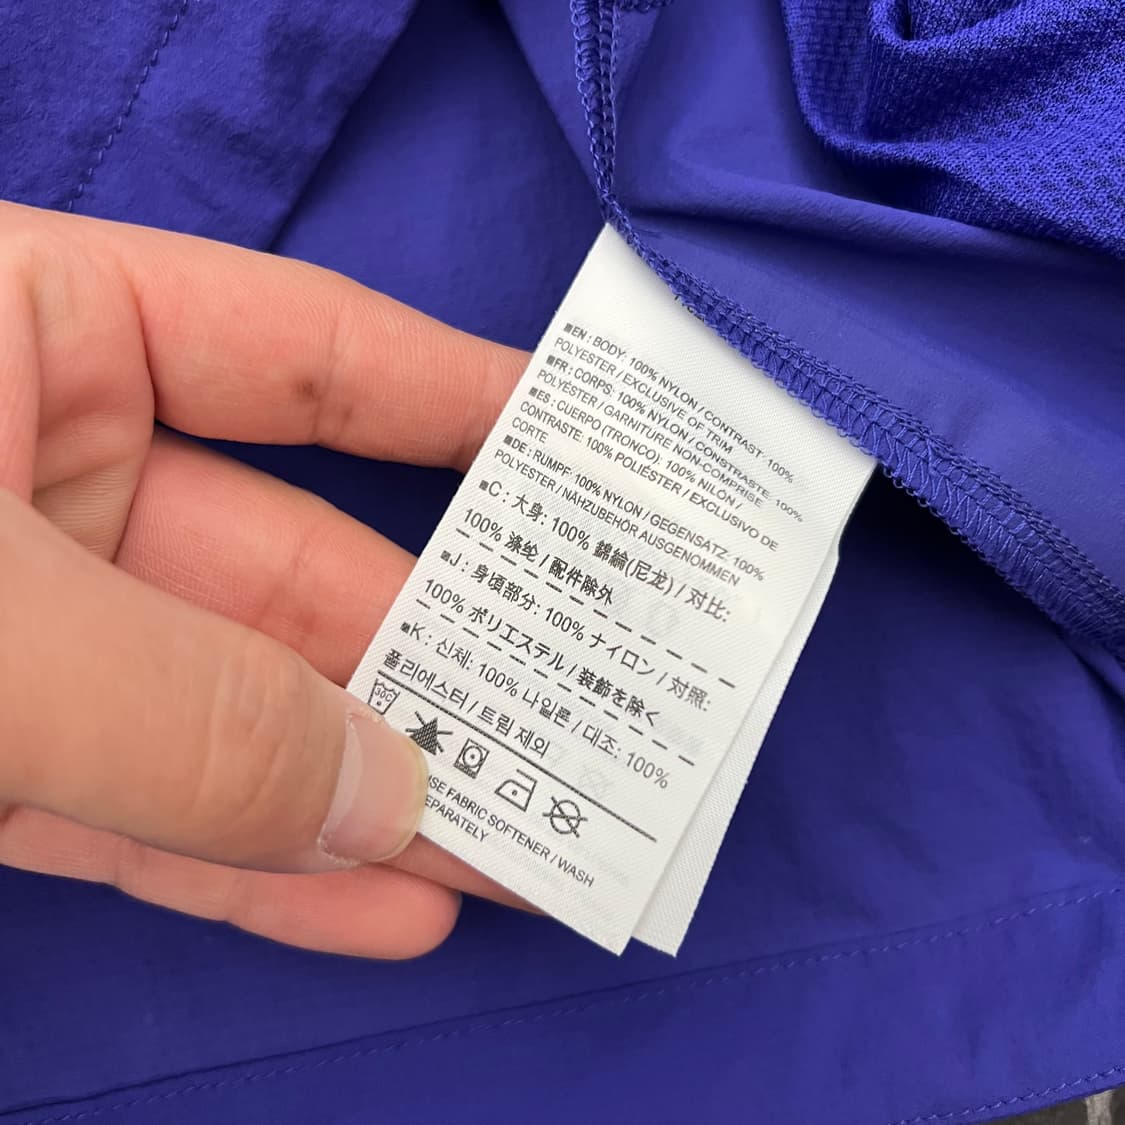 ■EN : BODY: 100% NYLON / CONTRAST: 100%
POLYESTER / EXCLUSIVE OF TRIM
■FR : CORPS: 100% NYLON / CONSTRASTE: 100%
POLYÉSTER / GARNITURE NON-COMPRISE
■ES : CUERPO (TRONCO): 100% NILÓN /
CONTRASTE: 100% POLIÉSTER / EXCLUSIVO DE
CORTE
■DE : RUMPF: 100% NYLON / GEGENSATZ: 100%
POLYESTER / NÄHZUBEHÖR AUSGENOMMEN
■C : 大身: 100% 錦綸(尼龙) / 对比:
100% 涤纶 / 配件除外
■J : 身頃部分: 100% ナイロン / 対照:
100% ポリエステル / 装飾を除く
■K : 신체: 100% 나일론 / 대조: 100%
폴리에스터 / 트림 제외
30C
FABRIC SOFTENER / WASH